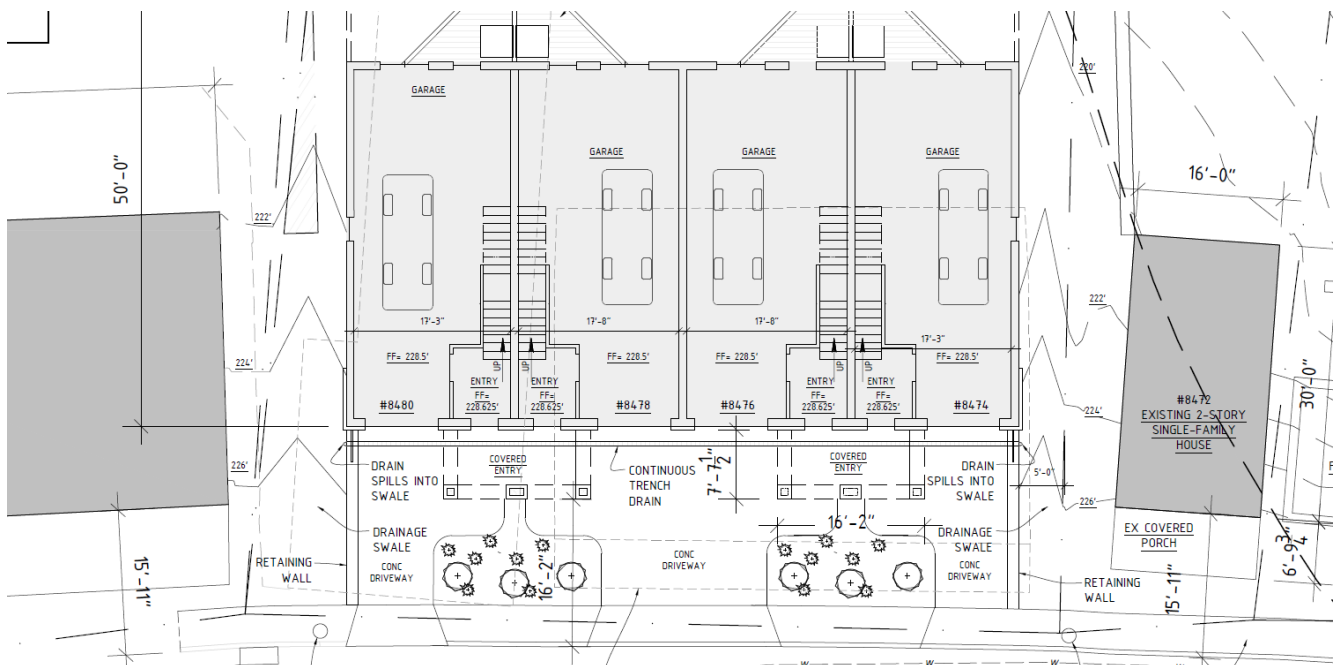 GARAGE
GARAGE
GARAGE
GARAGE
220'
50'-0"
16'-0"
222'
222'
17'-3"
17'-8"
17'-8"
17'-3"
FF= 228.5'
FF= 228.5'
FF= 228.5'
FF= 228.5'
UP
UP
UP
UP
224'
224'
ENTRY
FF=
228.625'
ENTRY
FF=
228.625'
ENTRY
FF=
228.625'
ENTRY
FF=
228.625'
#8480
#8478
#8476
#8474
#8472
EXISTING 2-STORY
SINGLE-FAMILY
HOUSE
30'-0"
226'
DRAIN
SPILLS INTO
SWALE
COVERED
ENTRY
CONTINUOUS
TRENCH
DRAIN
7'-7 1/2"
COVERED
ENTRY
DRAIN
SPILLS INTO
SWALE
5'-0"
226'
16'-2"
DRAINAGE
SWALE
DRAINAGE
SWALE
EX COVERED
PORCH
6'-9 3/4"
RETAINING
WALL
CONC
DRIVEWAY
CONC
DRIVEWAY
CONC
DRIVEWAY
RETAINING
WALL
15'-11"
16'-2"
15'-11"
W
W
W
W